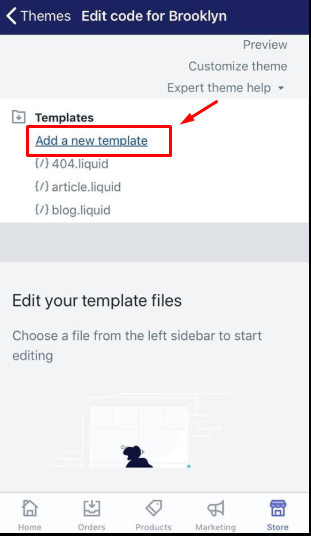 Themes Edit code for Brooklyn
Preview
Customize theme
Expert theme help
Templates
Add a new template
{/} 404.liquid
{/} article.liquid
{/} blog.liquid
Edit your template files
Choose a file from the left sidebar to start
editing
Home Orders Products Marketing Store